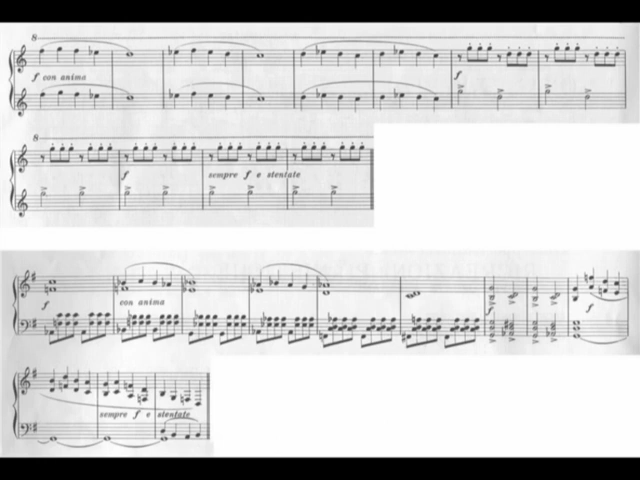 8
f con anima
f
8
f sempre f e stentate
f con anima f f
sempre f e stentate